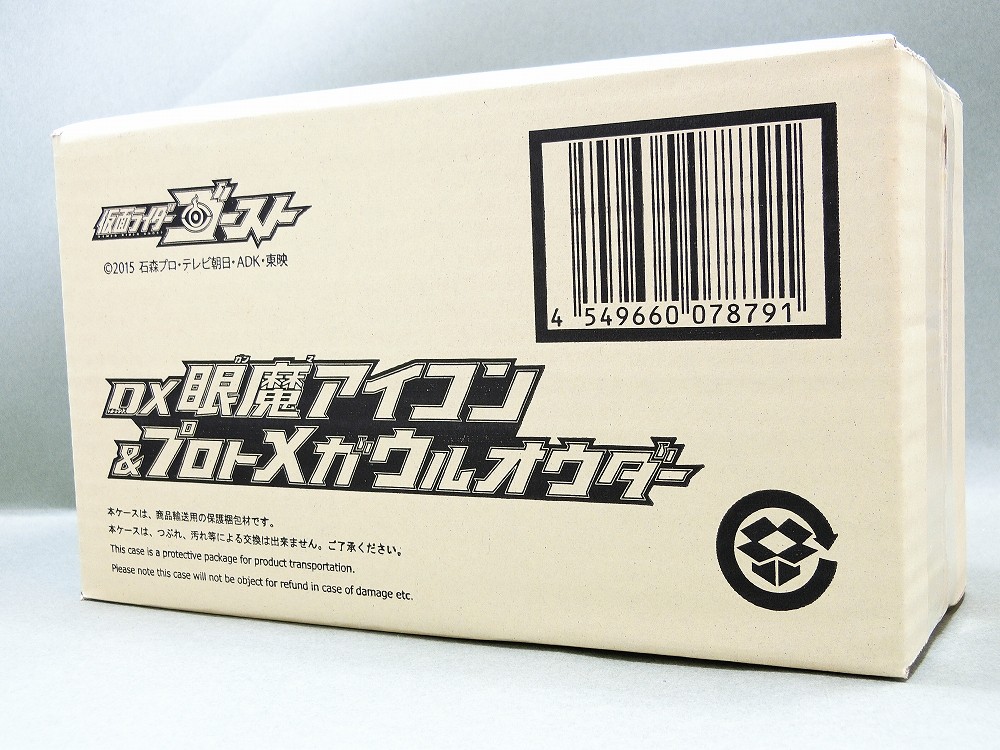 仮面ライダーゴースト
©2015 石森プロ・テレビ朝日・ADK・東映
4 549660 078791
DX眼魔アイコン
&プロトメガウルオウダー
本ケースは、商品輸送用の保護梱包材です。
本ケースは、つぶれ、汚れ等による交換は出来ません。ご了承ください。
This case is a protective package for product transportation.
Please note this case will not be object for refund in case of damage etc.